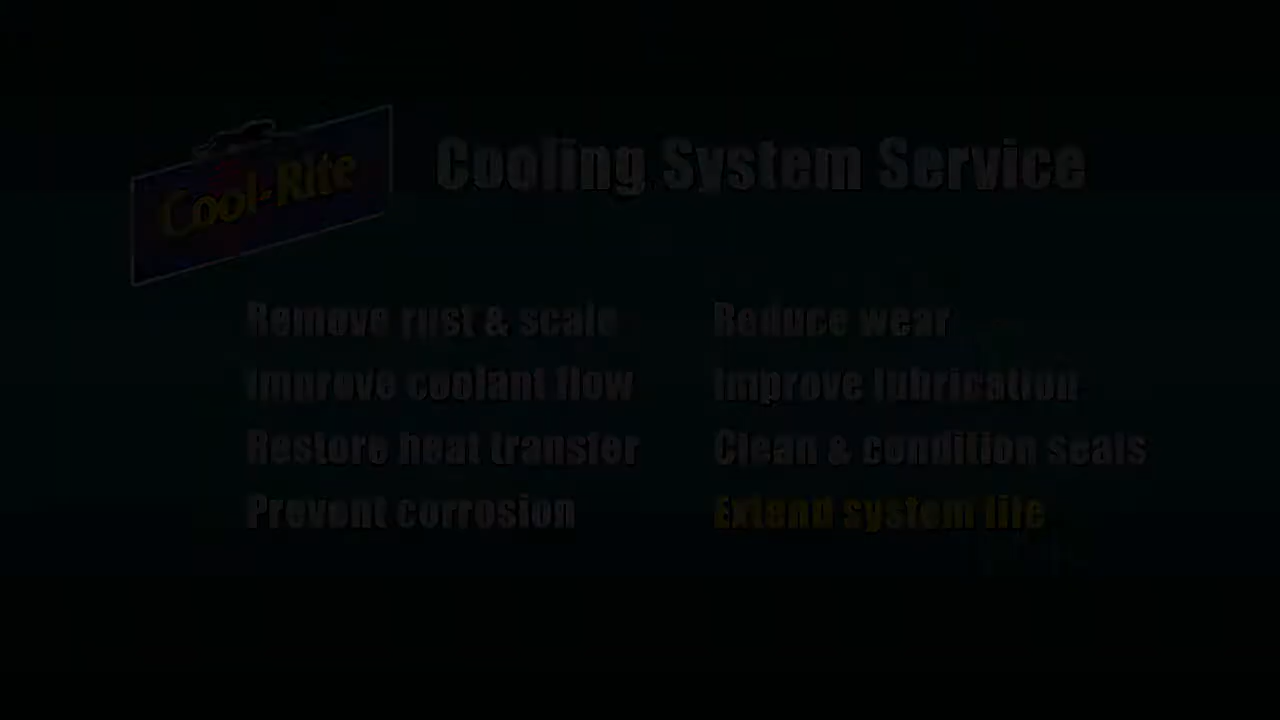 Cool-Rite
Cooling System Service
Remove rust & scale
Improve coolant flow
Restore heat transfer
Prevent corrosion
Reduce wear
Improve lubrication
Clean & condition seals
Extend system life